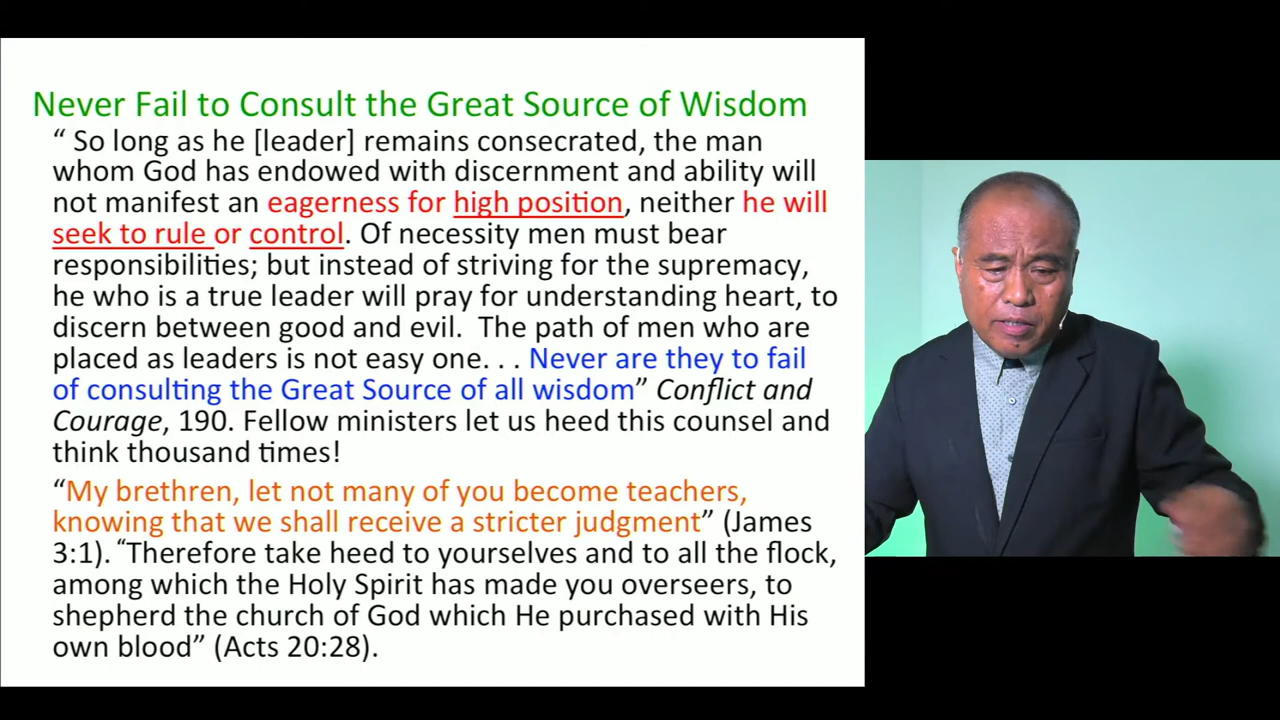 Never Fail to Consult the Great Source of Wisdom
“ So long as he [leader] remains consecrated, the man
whom God has endowed with discernment and ability will
not manifest an eagerness for high position, neither he will
seek to rule or control. Of necessity men must bear
responsibilities; but instead of striving for the supremacy,
he who is a true leader will pray for understanding heart, to
discern between good and evil.  The path of men who are
placed as leaders is not easy one. . . Never are they to fail
of consulting the Great Source of all wisdom” Conflict and
Courage, 190. Fellow ministers let us heed this counsel and
think thousand times!
“My brethren, let not many of you become teachers,
knowing that we shall receive a stricter judgment” (James
3:1). “Therefore take heed to yourselves and to all the flock,
among which the Holy Spirit has made you overseers, to
shepherd the church of God which He purchased with His
own blood” (Acts 20:28).